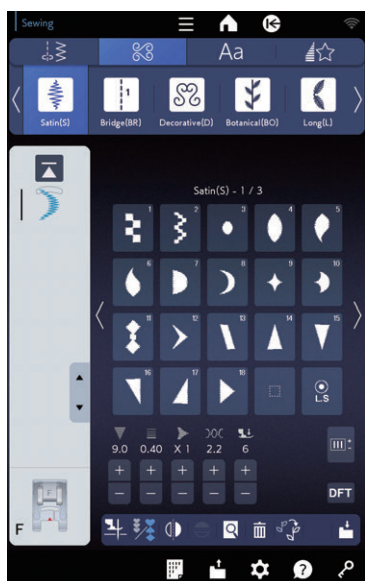 Sewing
Aa
1
Satin(S) Bridge(BR) Decorative(D) Botanical(BO) Long(L)
Satin(S) - 1 / 3
1 2 3 4 5
6 7 8 9 10
11 12 13 14 15
16 17 18
L.S
9.0 0.40 X 1 2.2 6
+ + + + +
− − − − −
DFT
F
F
?